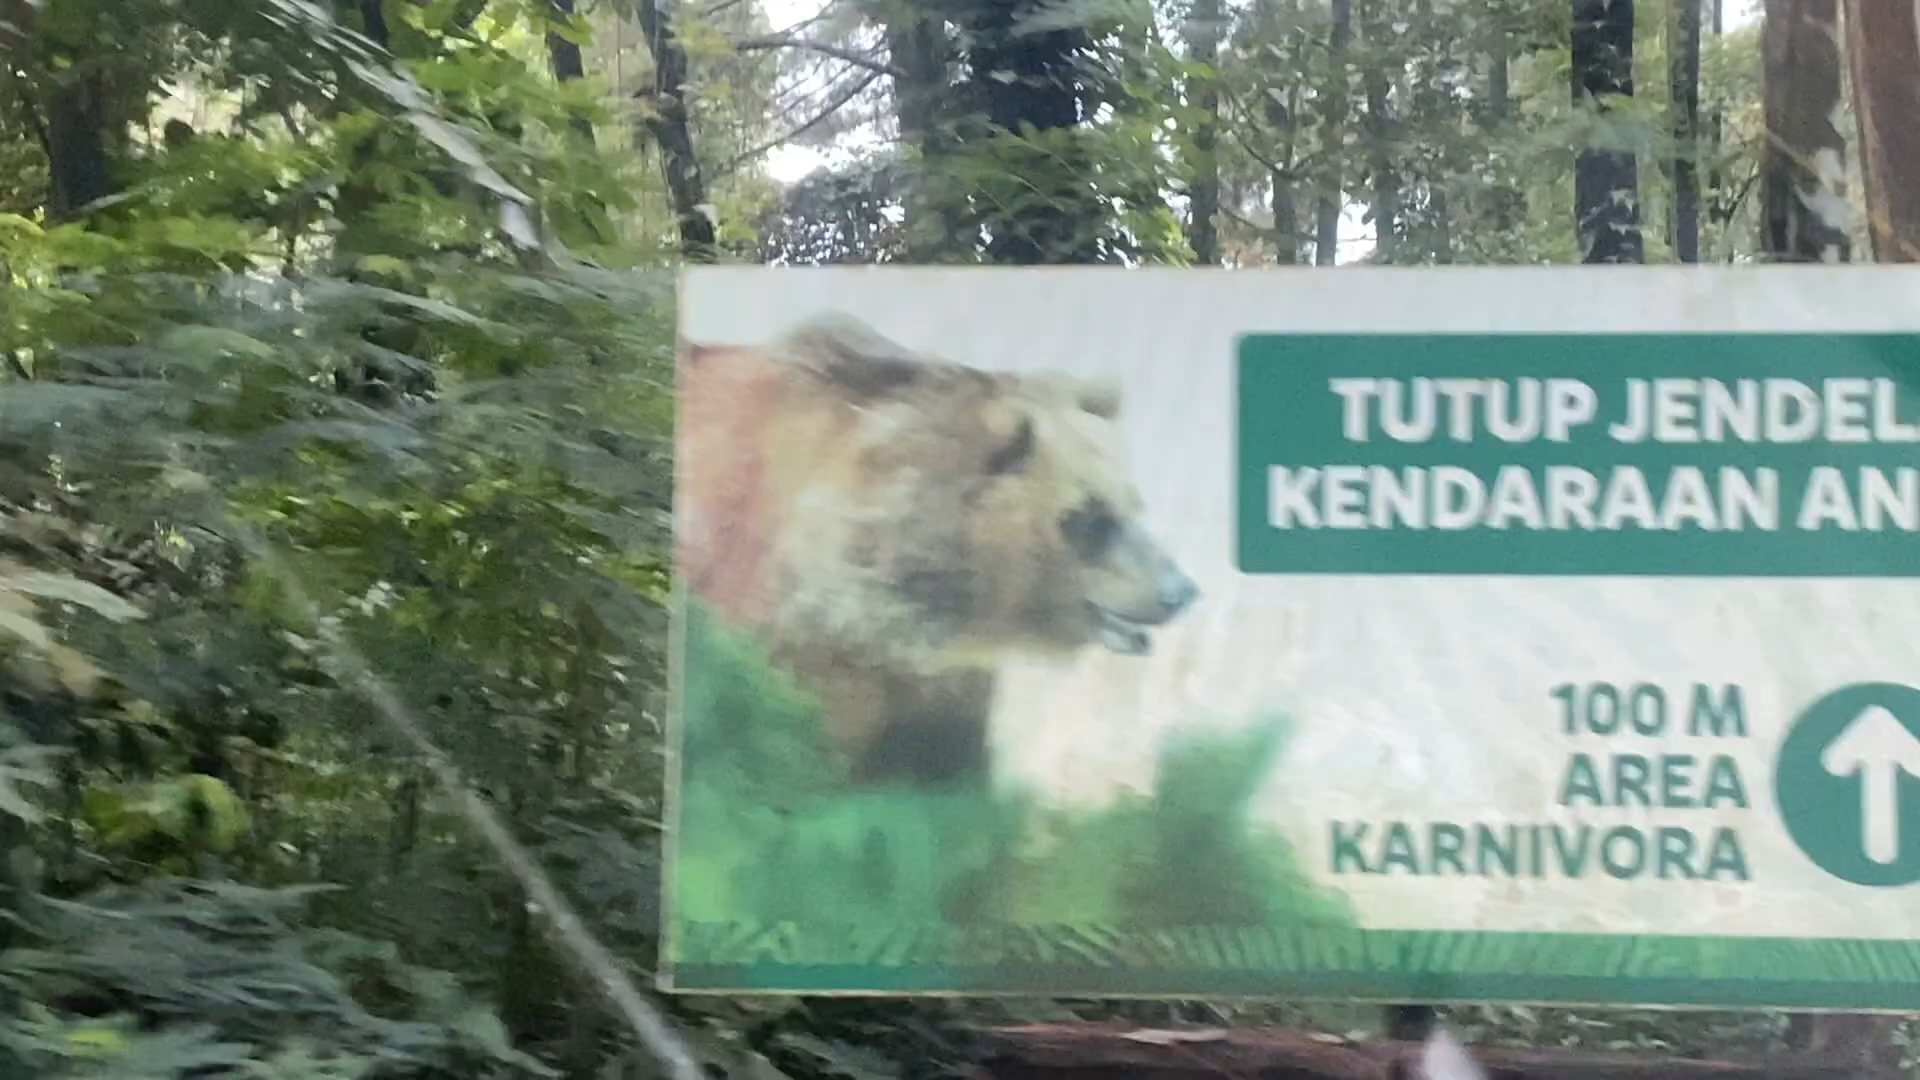 TUTUP JENDEL
KENDARAAN AN
100 M
AREA
KARNIVORA